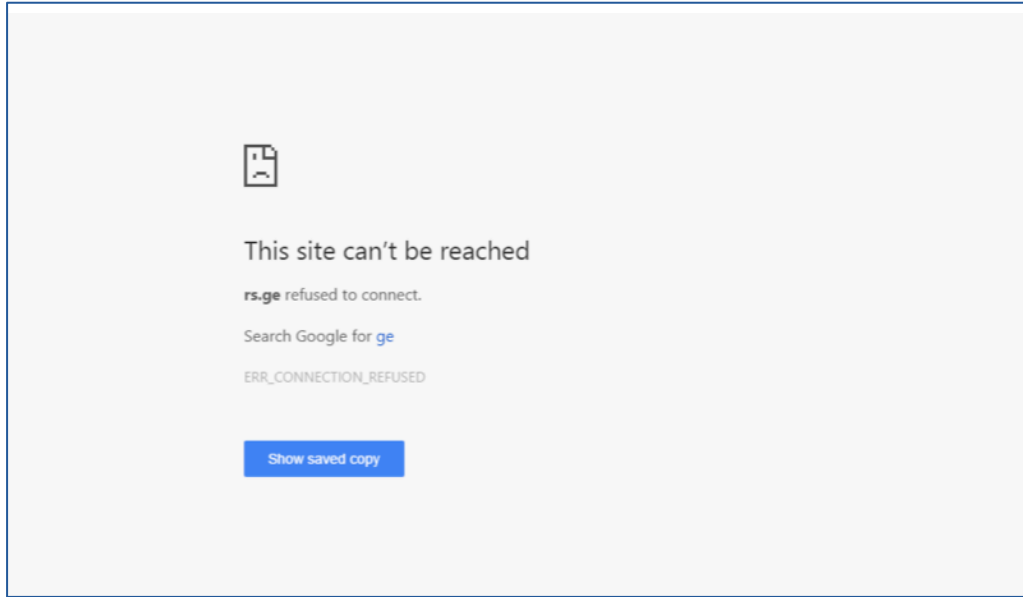 This site can’t be reached
rs.ge refused to connect.
Search Google for ge
ERR_CONNECTION_REFUSED
Show saved copy